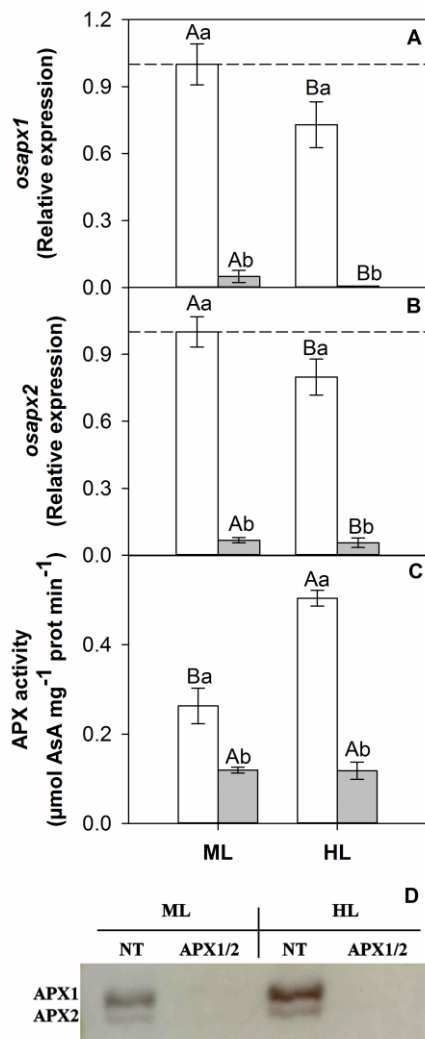 A
osapx1
(Relative expression)
1.2
0.9
0.6
0.3
0.0
Aa
Ab
Ba
Bb
B
osapx2
(Relative expression)
0.9
0.6
0.3
0.0
Aa
Ab
Ba
Bb
C
APX activity
(µmol AsA mg⁻¹ prot min⁻¹)
0.4
0.2
0.0
Ba
Ab
Aa
Ab
ML HL
D
ML HL
NT APX1/2 NT APX1/2
APX1
APX2